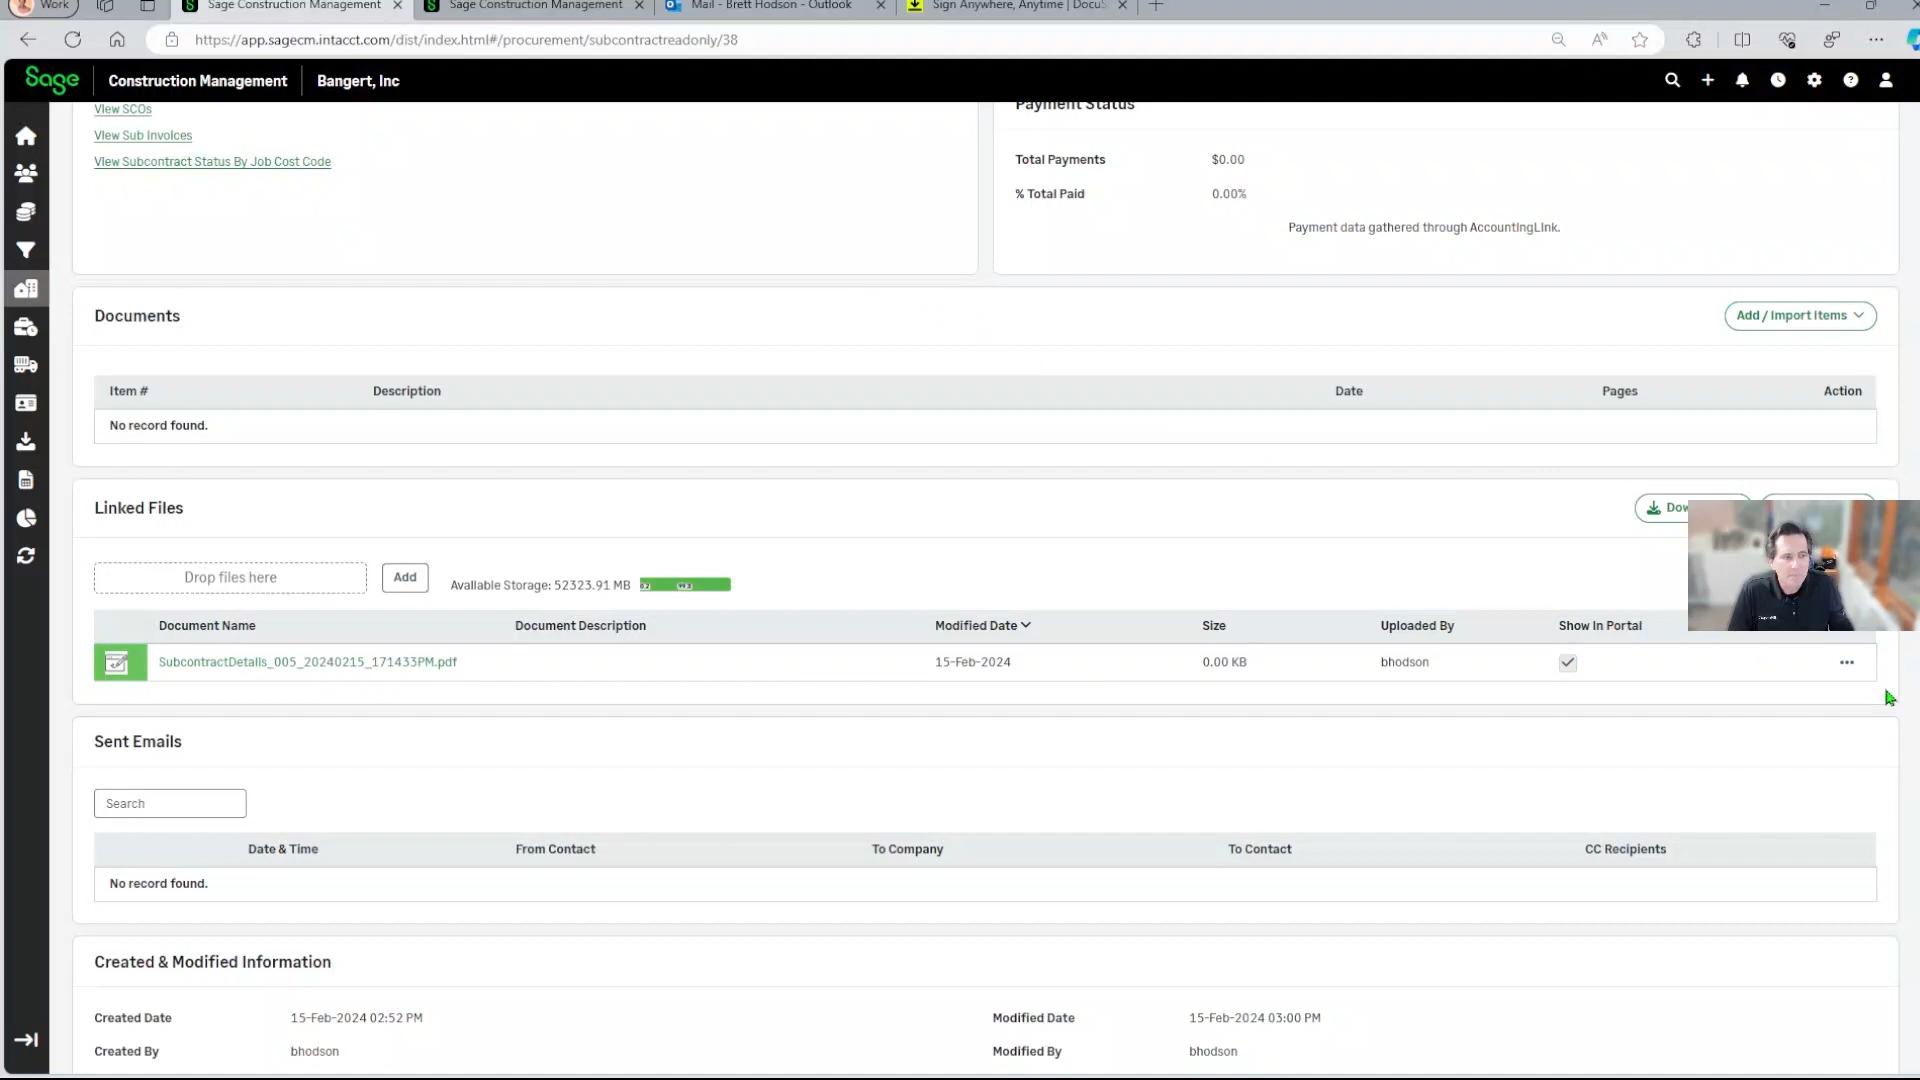 Work
Sage Construction Management
Sage Construction Management
Mail - Brett Hodson - Outlook
Sign Anywhere, Anytime | DocuS
https://app.sagecm.intacct.com/dist/index.html#/procurement/subcontractreadonly/38
Sage
Construction Management
Bangert, Inc
View SCOs
View Sub Invoices
View Subcontract Status By Job Cost Code
Payment Status
Total Payments $0.00
% Total Paid 0.00%
Payment data gathered through AccountingLink.
Documents
Add / Import Items
Item # Description Date Pages Action
No record found.
Linked Files
Dow
Drop files here
Add
Available Storage: 52323.91 MB
Document Name Document Description Modified Date Size Uploaded By Show In Portal
SubcontractDetails_005_20240215_171433PM.pdf 15-Feb-2024 0.00 KB bhodson
Sent Emails
Search
Date & Time From Contact To Company To Contact CC Recipients
No record found.
Created & Modified Information
Created Date 15-Feb-2024 02:52 PM Modified Date 15-Feb-2024 03:00 PM
Created By bhodson Modified By bhodson